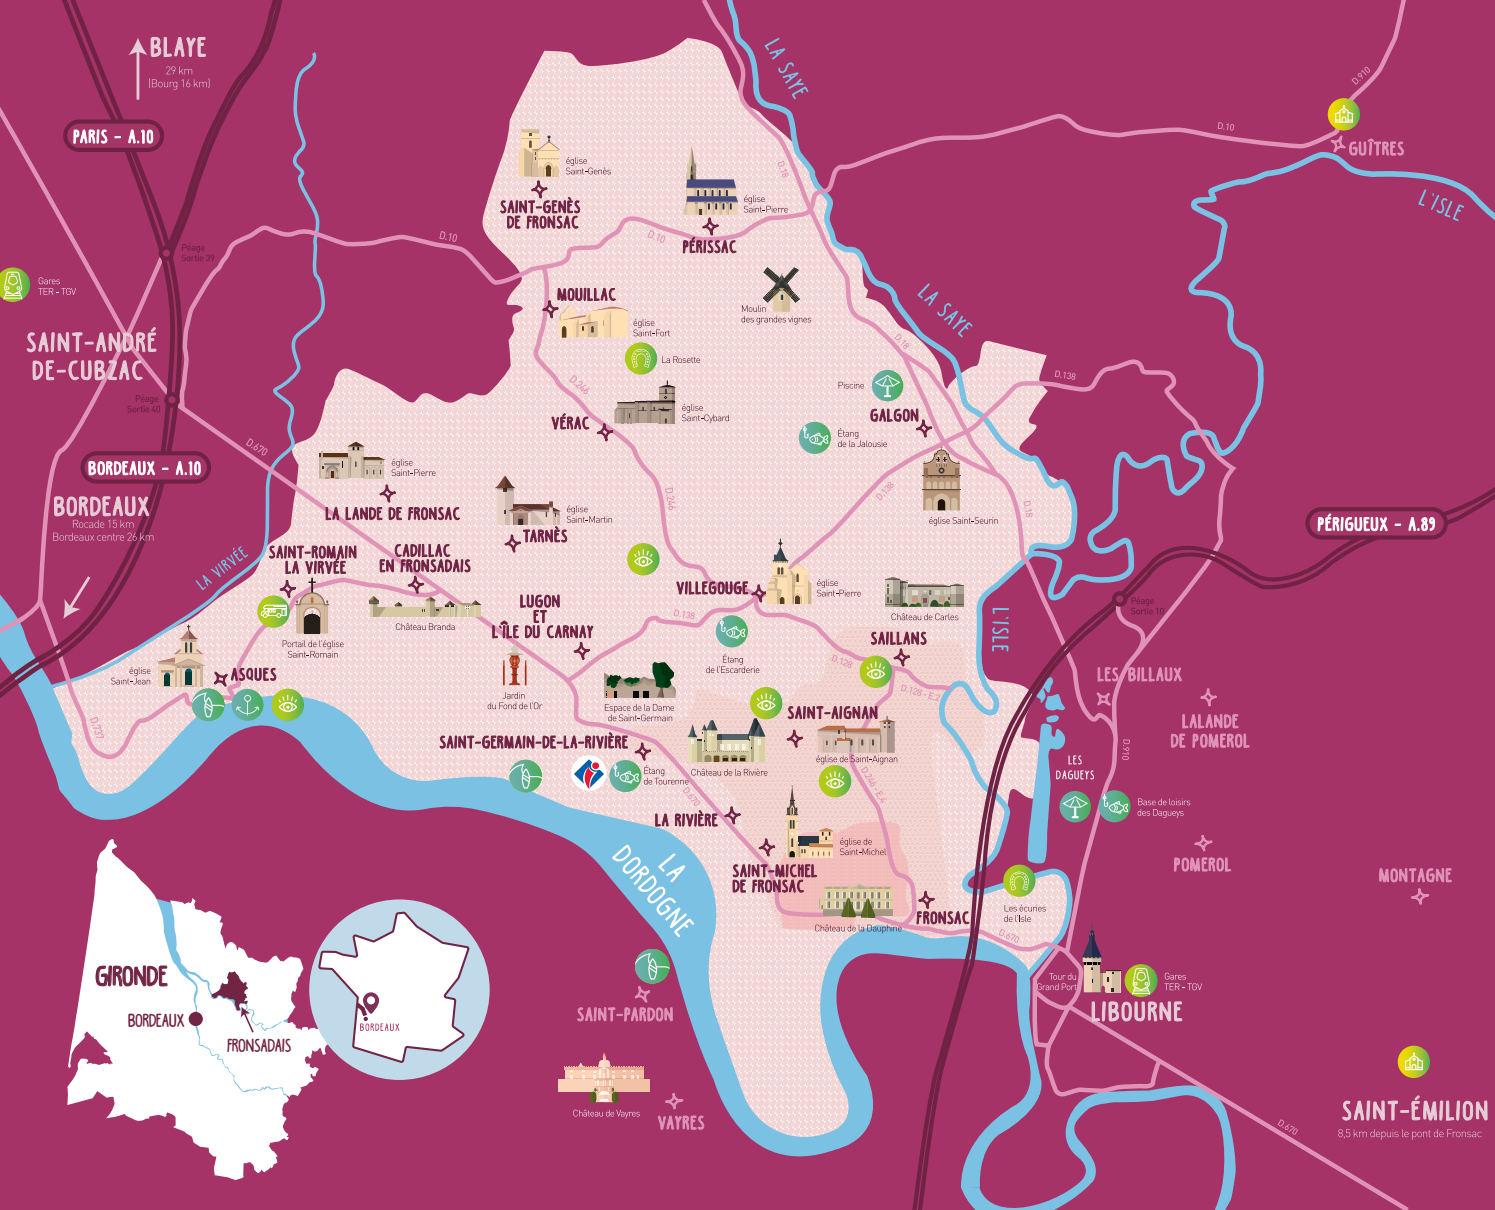 BLAYE
29 km
(Bourg 16 km)
PARIS - A.10
LA SAYE
D.910
GUÎTRES
D.10
L'ISLE
église
Saint-Genès
SAINT-GENÈS
DE FRONSAC
église
Saint-Pierre
PÉRISSAC
D.18
D.10
D.10
Péage
Sortie 39
Gares
TER - TGV
MOUILLAC
église
Saint-Fort
Moulin
des grandes vignes
LA SAYE
D.18
SAINT-ANDRÉ
DE-CUBZAC
La Rosette
Péage
Sortie 40
D.246
D.138
Piscine
GALGON
église
Saint-Cybard
VÉRAC
Étang
de la Jalousie
D.670
BORDEAUX - A.10
église
Saint-Pierre
LA LANDE DE FRONSAC
BORDEAUX
Rocade 15 km
Bordeaux centre 26 km
église
Saint-Martin
TARNÈS
D.246
D.138
D.18
église Saint-Seurin
PÉRIGUEUX - A.89
LA VIRVÉE
SAINT-ROMAIN
LA VIRVÉE
CADILLAC
EN FRONSADAIS
VILLEGOUGE
église
Saint-Pierre
Château de Carles
Péage
Sortie 10
L'ISLE
LUGON
ET
L'ÎLE DU CARNAY
D.138
Château Branda
Portail de l'église
Saint-Romain
SAILLANS
Étang
de l'Escarderie
D.128
D.128 - E.2
église
Saint-Jean
ASQUES
Jardin
du Fond de l'Or
Espace de la Dame
de Saint-Germain
LES BILLAUX
LALANDE
DE POMEROL
D.737
SAINT-AIGNAN
SAINT-GERMAIN-DE-LA-RIVIÈRE
église de Saint-Aignan
Château de la Rivière
Étang
de Tourenne
D.670
D.246 - E.4
D.910
LES
DAGUEYS
Base de loisirs
des Dagueys
LA RIVIÈRE
église de
Saint-Michel
SAINT-MICHEL
DE FRONSAC
LA
DORDOGNE
POMEROL
MONTAGNE
FRONSAC
Château de la Dauphine
Les écuries
de l'Isle
D.670
Tour du
Grand Port
Gares
TER - TGV
LIBOURNE
GIRONDE
BORDEAUX
FRONSADAIS
BORDEAUX
SAINT-PARDON
Château de Vayres
VAYRES
SAINT-ÉMILION
8,5 km depuis le pont de Fronsac
D.670